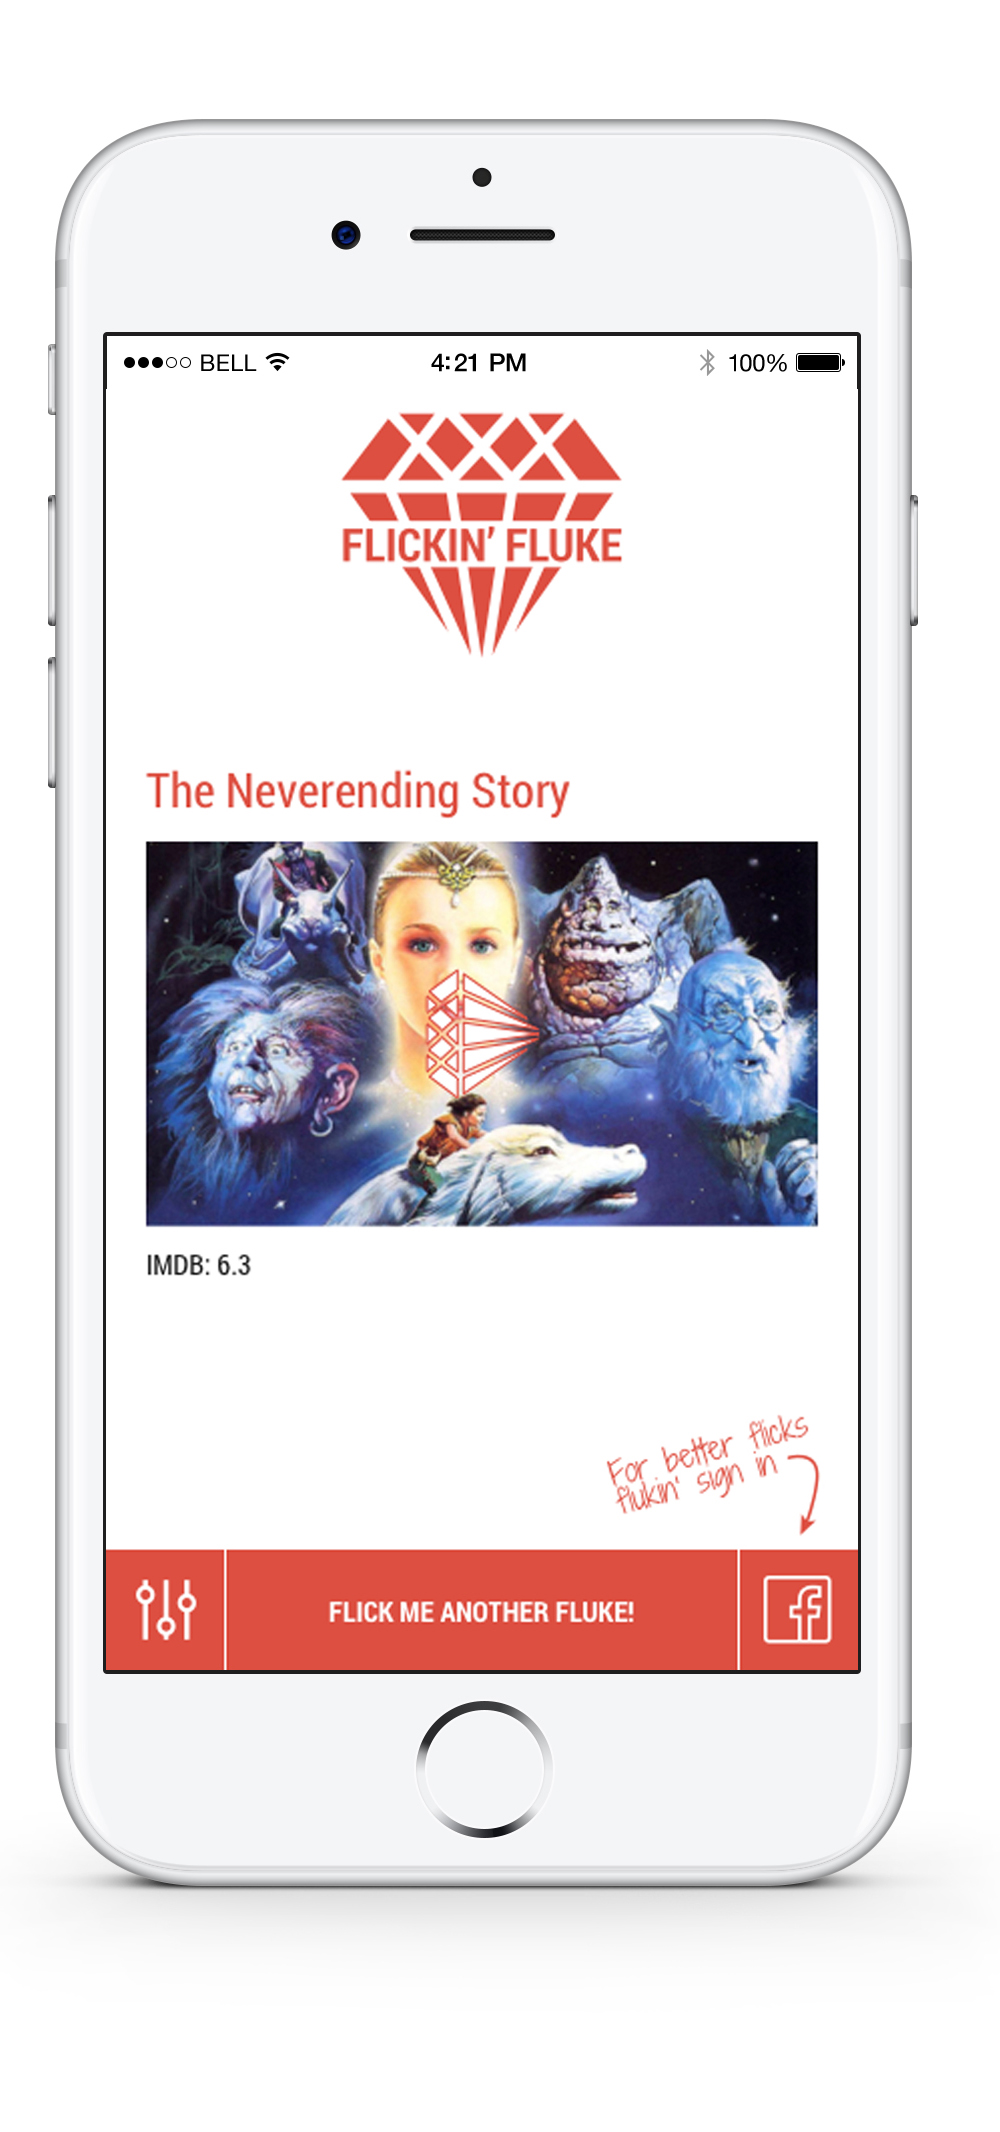 BELL 4:21 PM 100%
FLICKIN’ FLUKE
The Neverending Story
IMDB: 6.3
For better flicks
flukin' sign in
FLICK ME ANOTHER FLUKE!